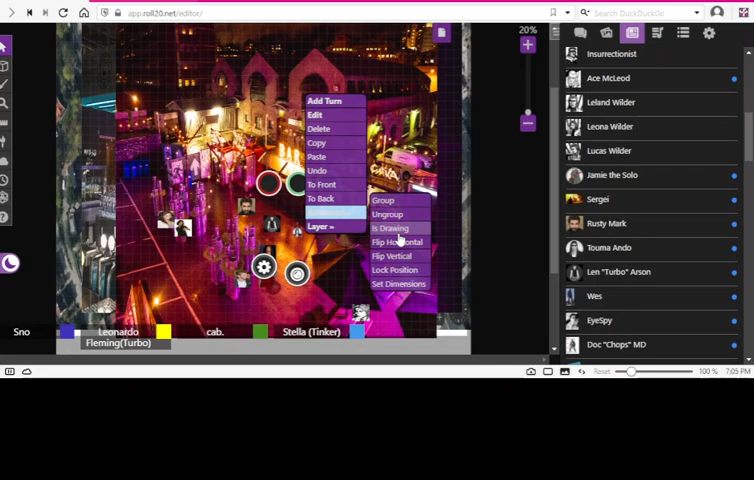 app.roll20.net/editor/
Search DuckDuckGo
20%
Add Turn
Edit
Delete
Copy
Paste
Undo
To Front
To Back
Layer »
Group
Ungroup
Is Drawing
Flip Horizontal
Flip Vertical
Lock Position
Set Dimensions
BAR
Insurrectionist
Ace McLeod
Leland Wilder
Leona Wilder
Lucas Wilder
Jamie the Solo
Sergei
Rusty Mark
Touma Ando
Len "Turbo" Arson
Wes
EyeSpy
Doc "Chops" MD
Sno
Leonardo
cab.
Stella (Tinker)
Fleming(Turbo)
Reset
100 %
7:05 PM